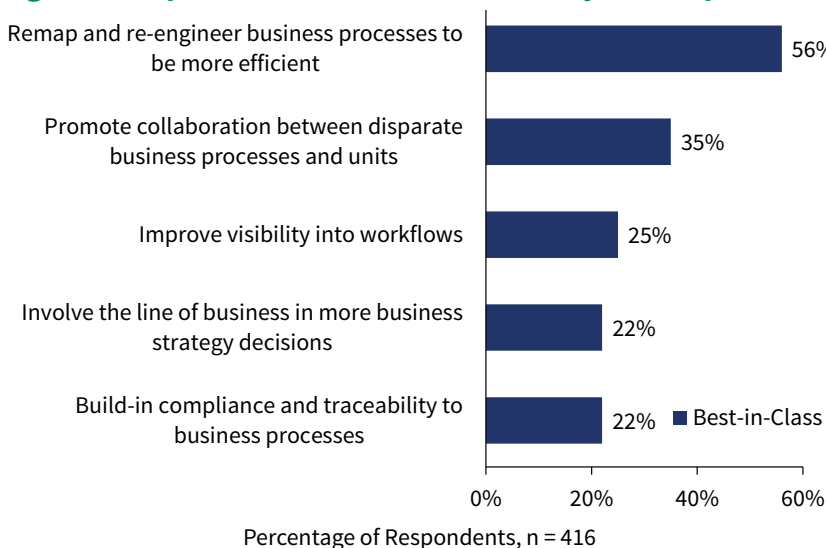 Remap and re-engineer business processes to
be more efficient
56%
Promote collaboration between disparate
business processes and units
35%
Improve visibility into workflows
25%
Involve the line of business in more business
strategy decisions
22%
Build-in compliance and traceability to
business processes
22%
Best-in-Class
0% 20% 40% 60%
Percentage of Respondents, n = 416